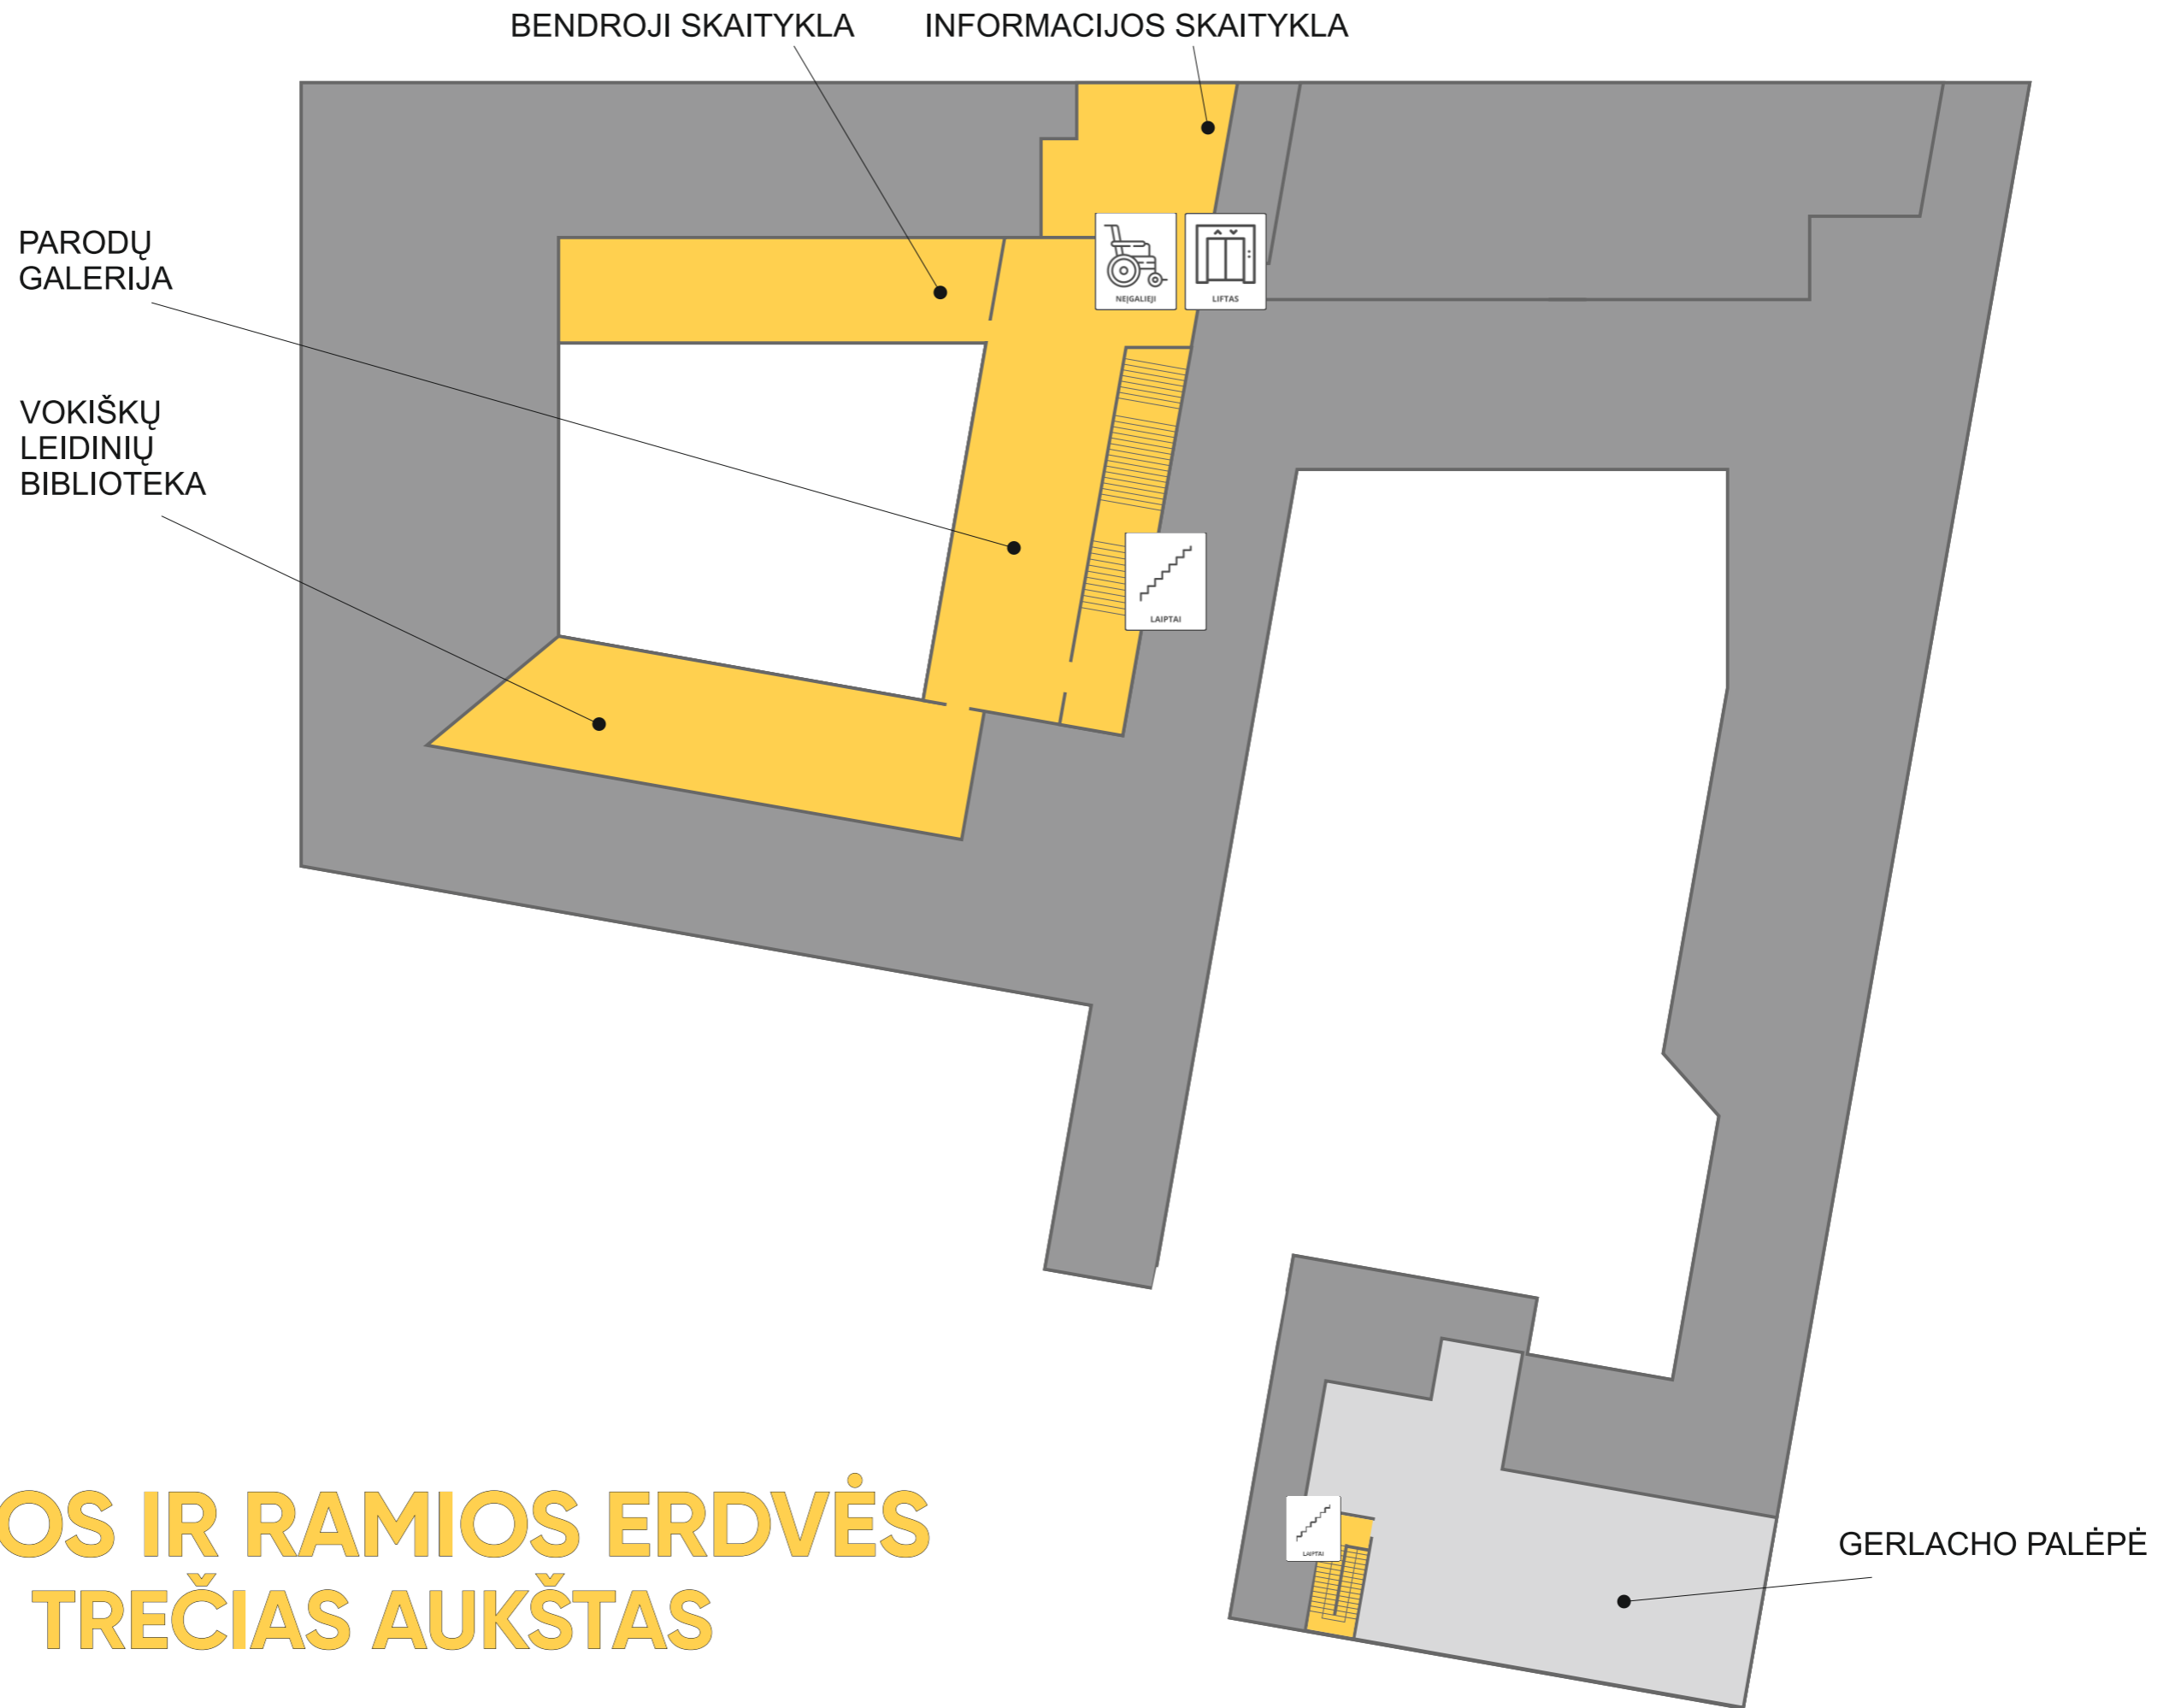 BENDROJI SKAITYKLA
INFORMACIJOS SKAITYKLA
PARODŲ
GALERIJA
NEĮGALIEJI
LIFTAS
VOKIŠKŲ
LEIDINIŲ
BIBLIOTEKA
LAIPTAI
LAIPTAI
GERLACHO PALĖPĖ
OS IR RAMIOS ERDVĖS
TREČIAS AUKŠTAS